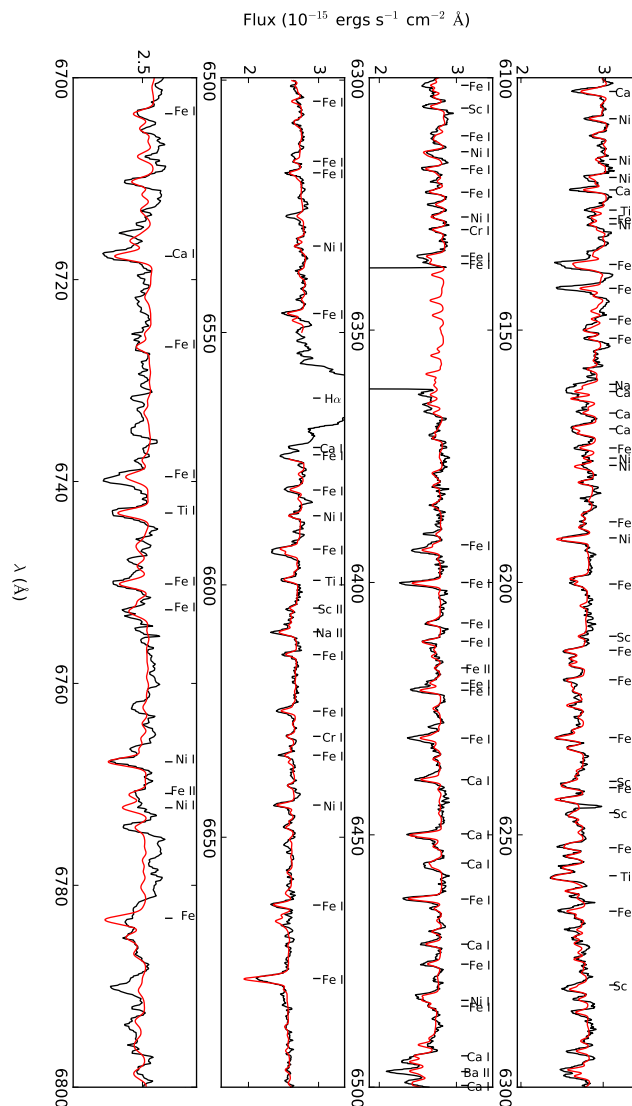 Flux (10⁻¹⁵ ergs s⁻¹ cm⁻² Å)
2.5
6700
6720
6740
6760
6780
6800
Fe I
Ca I
Fe I
Fe I
Ti I
Fe I
Fe I
Ni I
Fe II
Ni I
Fe
λ (Å)
2
3
6500
6550
6600
6650
Fe I
Fe I
Fe I
Ni I
Fe I
Hα
Ca I
Fe I
Fe I
Ni I
Fe I
Ti I
Sc II
Na II
Fe I
Fe I
Cr I
Fe I
Ni I
Fe I
Fe I
2
3
6300
6350
6400
6450
6500
Fe I
Sc I
Fe I
Ni I
Fe I
Fe I
Ni I
Cr I
Fe I
Fe I
Fe I
Fe I
Fe I
Fe I
Fe II
Fe I
Fe I
Fe I
Ca I
Ca I
Ca I
Fe I
Ca I
Fe I
Ni I
Fe I
Ca I
Ba II
Ca I
2
3
6100
6150
6200
6250
6300
Ca
Ni
Ni
Ni
Ca
Ti
Fe
Ni
Fe
Fe
Fe
Fe
Na
Ca
Ca
Ca
Fe
Ni
Ni
Fe
Ni
Fe
Sc
Fe
Fe
Fe
Sc
Fe
Sc
Fe
Ti
Fe
Sc